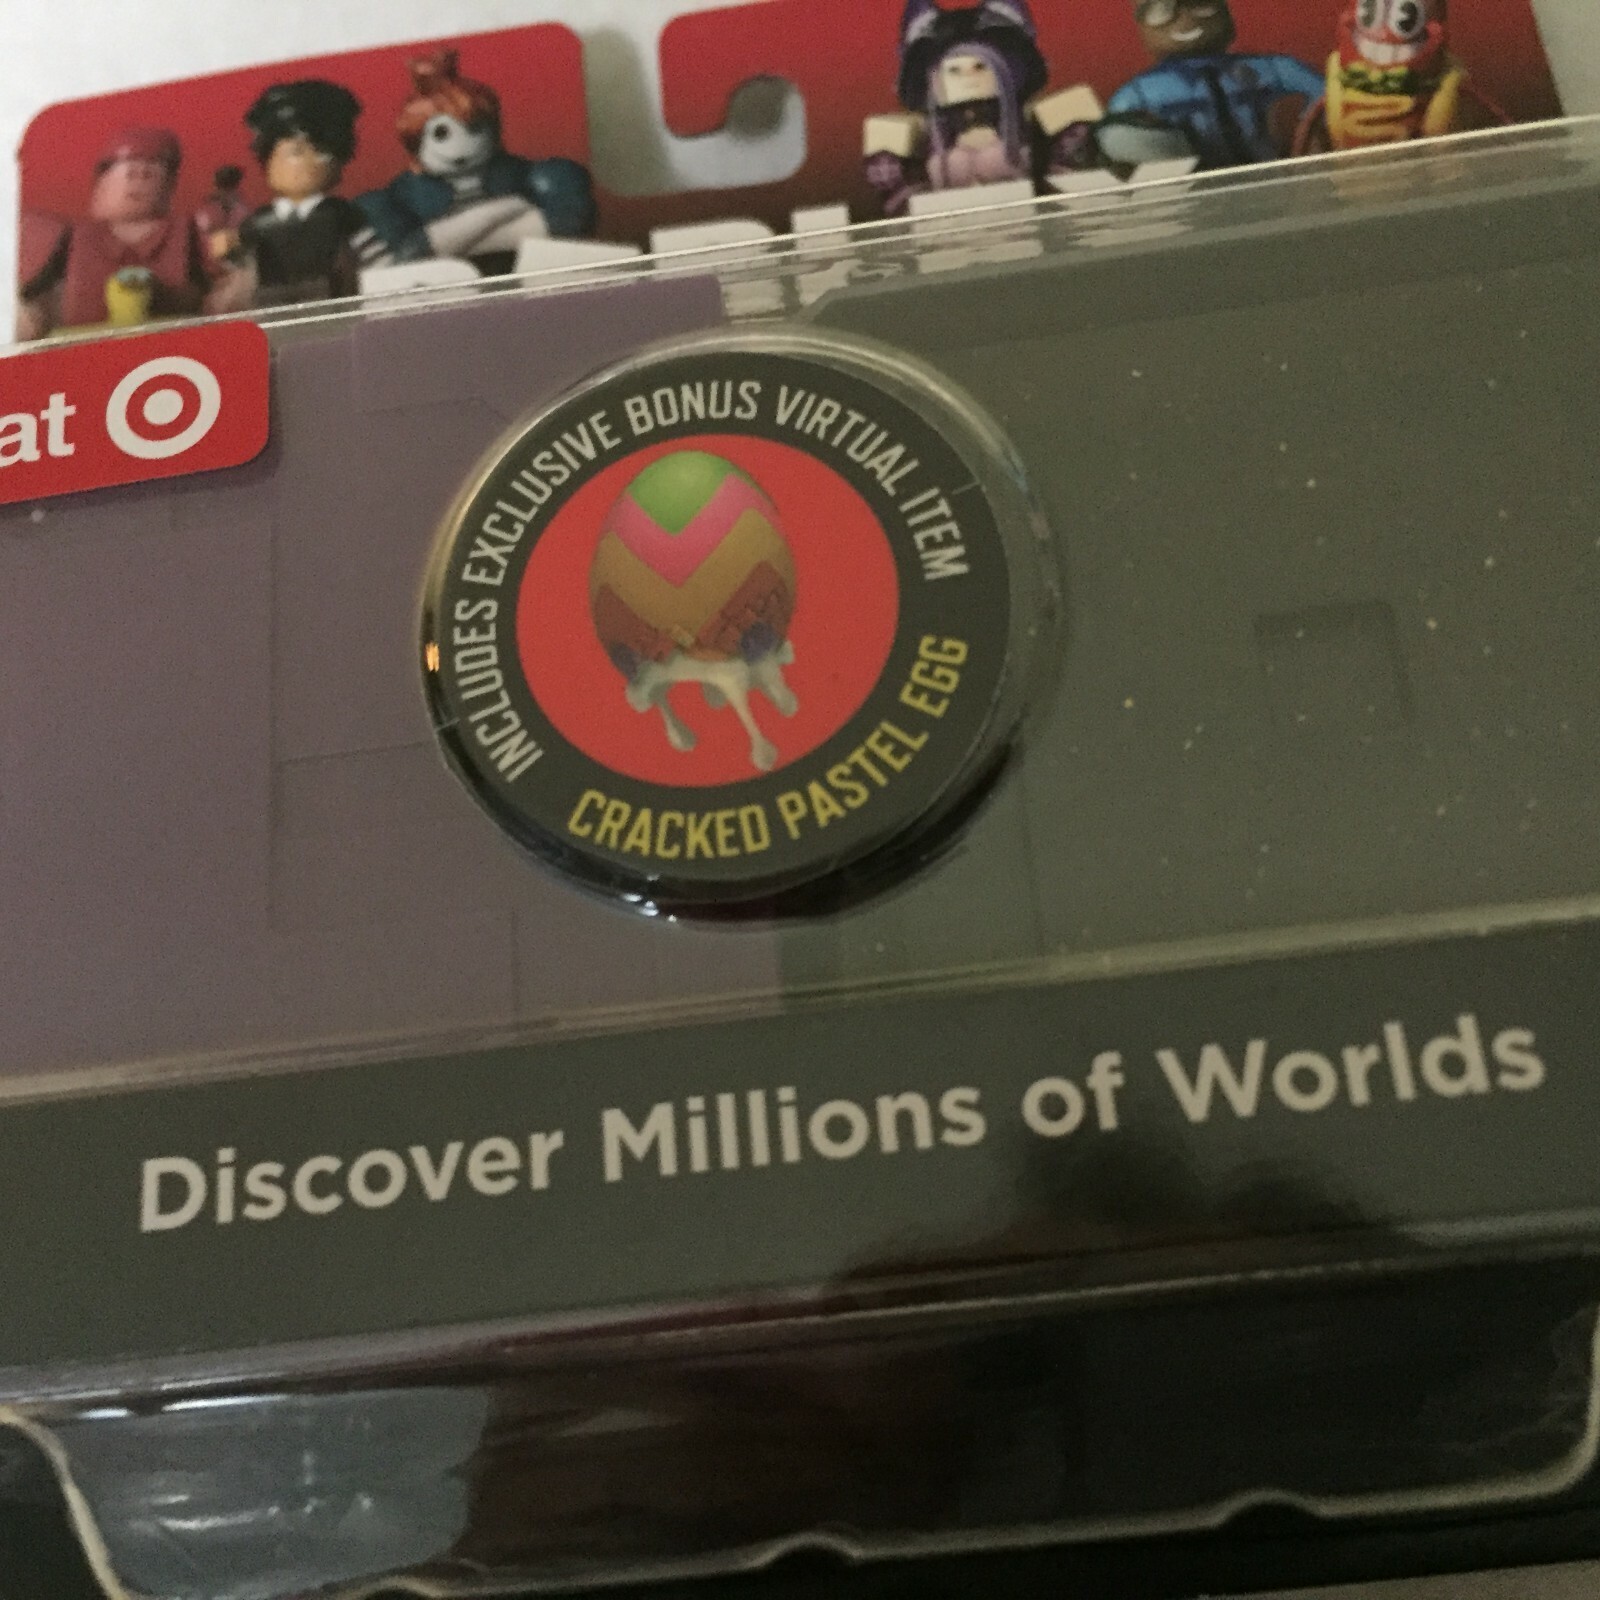 at
INCLUDES EXCLUSIVE BONUS VIRTUAL ITEM
CRACKED PASTEL EGG
Discover Millions of Worlds